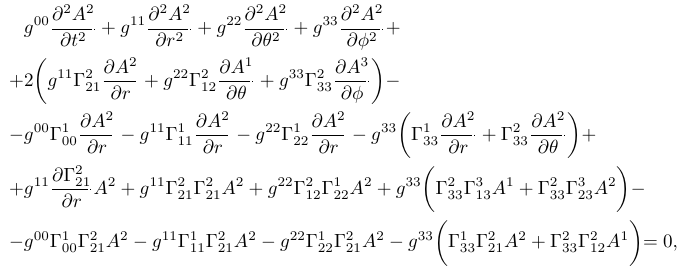 $g^{00}\frac{\partial^2 A^2}{\partial t^2} + g^{11}\frac{\partial^2 A^2}{\partial r^2} + g^{22}\frac{\partial^2 A^2}{\partial \theta^2} + g^{33}\frac{\partial^2 A^2}{\partial \phi^2} +$
$+2\left(g^{11}\Gamma^2_{21}\frac{\partial A^2}{\partial r} + g^{22}\Gamma^2_{12}\frac{\partial A^1}{\partial \theta} + g^{33}\Gamma^2_{33}\frac{\partial A^3}{\partial \phi}\right)-$
$-g^{00}\Gamma^1_{00}\frac{\partial A^2}{\partial r} - g^{11}\Gamma^1_{11}\frac{\partial A^2}{\partial r} - g^{22}\Gamma^1_{22}\frac{\partial A^2}{\partial r} - g^{33}\left(\Gamma^1_{33}\frac{\partial A^2}{\partial r} + \Gamma^2_{33}\frac{\partial A^2}{\partial \theta}\right)+$
$+g^{11}\frac{\partial \Gamma^2_{21}}{\partial r}A^2 + g^{11}\Gamma^2_{21}\Gamma^2_{21}A^2 + g^{22}\Gamma^2_{12}\Gamma^1_{22}A^2 + g^{33}\left(\Gamma^2_{33}\Gamma^3_{13}A^1 + \Gamma^2_{33}\Gamma^3_{23}A^2\right)-$
$-g^{00}\Gamma^1_{00}\Gamma^2_{21}A^2 - g^{11}\Gamma^1_{11}\Gamma^2_{21}A^2 - g^{22}\Gamma^1_{22}\Gamma^2_{21}A^2 - g^{33}\left(\Gamma^1_{33}\Gamma^2_{21}A^2 + \Gamma^2_{33}\Gamma^2_{12}A^1\right)= 0,$